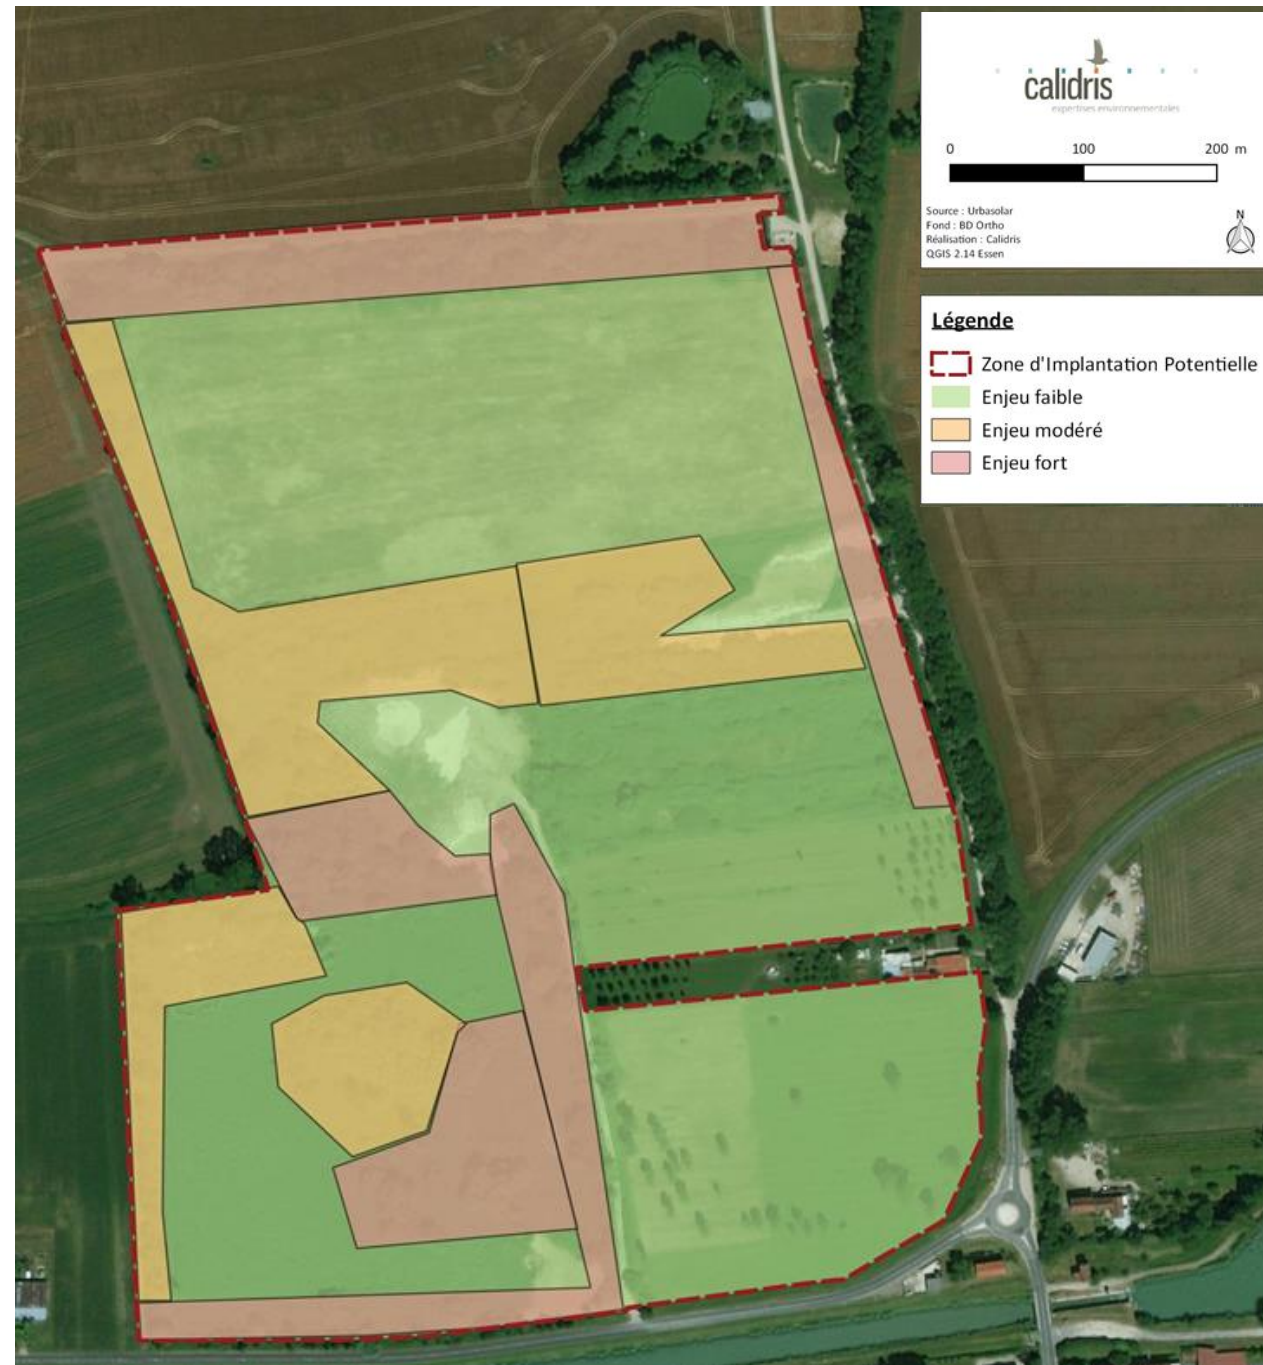 calidris
expertises environnementales
0 100 200 m
Source : Urbasolar
Fond : BD Ortho
Réalisation : Calidris
QGIS 2.14 Essen
N
Légende
Zone d'Implantation Potentielle
Enjeu faible
Enjeu modéré
Enjeu fort